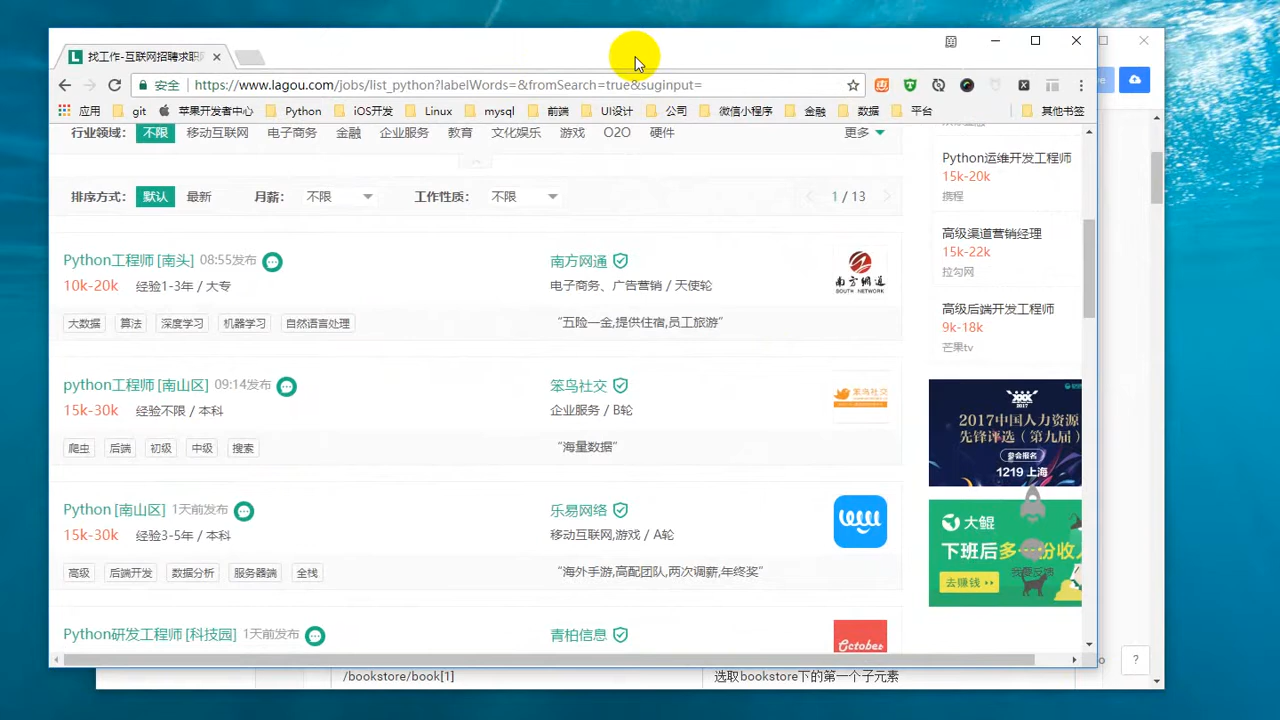 找工作-互联网招聘求职
安全 https://www.lagou.com/jobs/list_python?labelWords=&fromSearch=true&suginput=
应用 git 苹果开发者中心 Python iOS开发 Linux mysql 前端 UI设计 公司 微信小程序 金融 数据 平台 其他书签
行业领域: 不限 移动互联网 电子商务 金融 企业服务 教育 文化娱乐 游戏 O2O 硬件 更多
排序方式: 默认 最新 月薪: 不限 工作性质: 不限 1 / 13
Python工程师 [南头] 08:55发布 南方网通
10k-20k 经验1-3年 / 大专 电子商务、广告营销 / 天使轮
南方網通
SOUTH NETWORK
大数据 算法 深度学习 机器学习 自然语言处理 “五险一金,提供住宿,员工旅游”
python工程师 [南山区] 09:14发布 笨鸟社交
15k-30k 经验不限 / 本科 企业服务 / B轮
笨鸟社交
爬虫 后端 初级 中级 搜索 “海量数据”
Python [南山区] 1天前发布 乐易网络
15k-30k 经验3-5年 / 本科 移动互联网,游戏 / A轮
高级 后端开发 数据分析 服务器端 全栈 “海外手游,高配团队,两次调薪,年终奖”
Python研发工程师 [科技园] 1天前发布 青柏信息
October
Python运维开发工程师
15k-20k
携程
高级渠道营销经理
15k-22k
拉勾网
高级后端开发工程师
9k-18k
芒果tv
2017中国人力资源
先锋评选（第九届）
参会报名
1219 上海
大鲲
下班后多一份收入
去赚钱
我要反馈
?
/bookstore/book[1] 选取bookstore下的第一个子元素